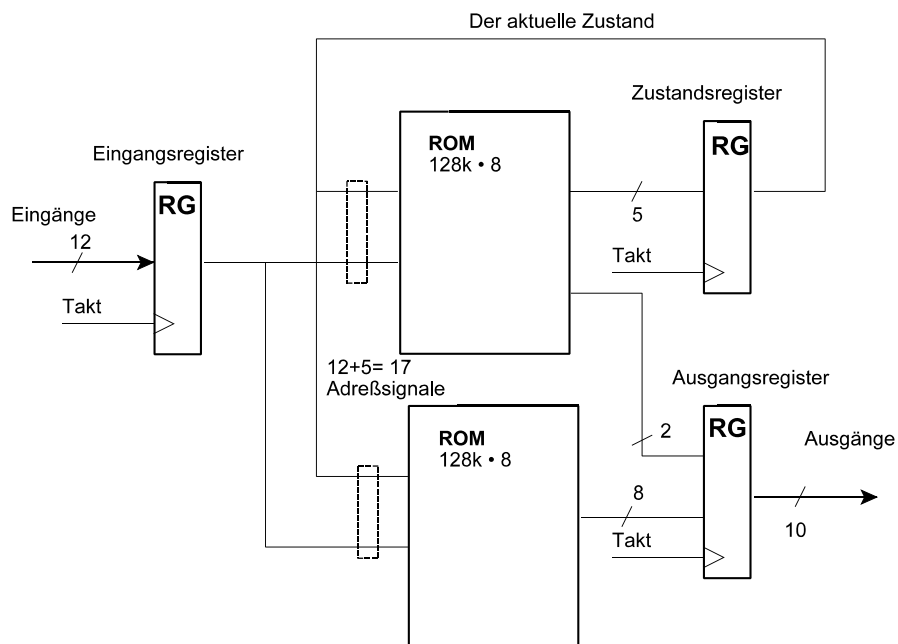 Der aktuelle Zustand
Zustandsregister
ROM
128k • 8
RG
Eingangsregister
RG
Eingänge
12
5
Takt
Takt
12+5= 17
Adreßsignale
Ausgangsregister
ROM
128k • 8
2
RG
Ausgänge
8
10
Takt